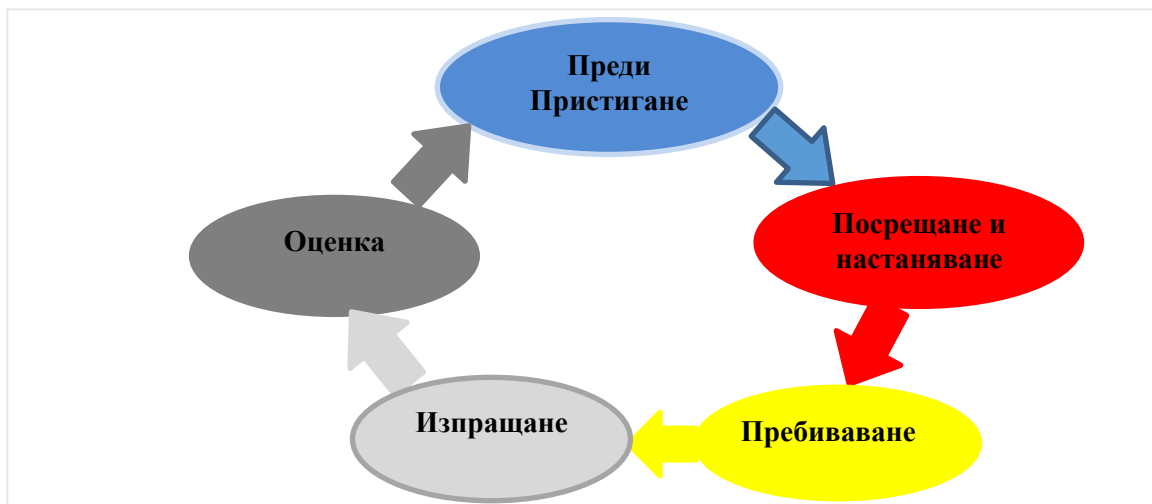 Преди
Пристигане
Посрещане и
настаняване
Оценка
Изпращане
Пребиваване